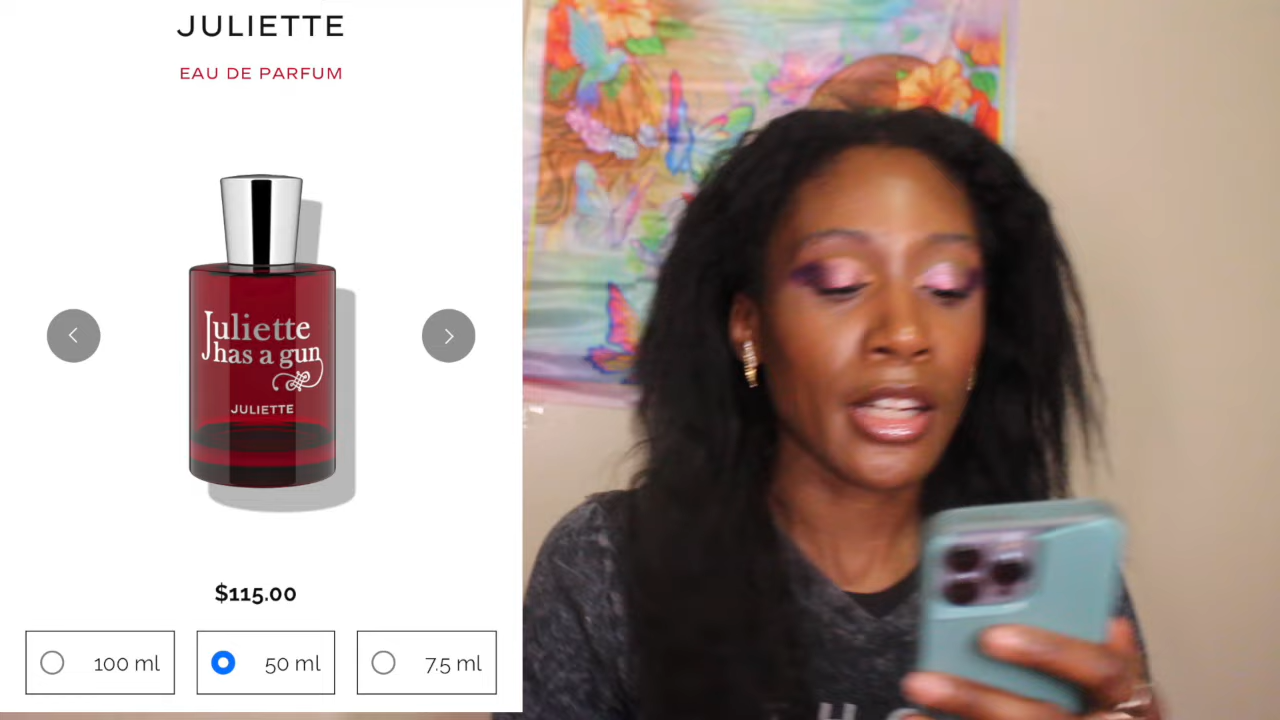 JULIETTE
EAU DE PARFUM
Juliette
has a gun
JULIETTE
$115.00
100 ml
50 ml
7.5 ml